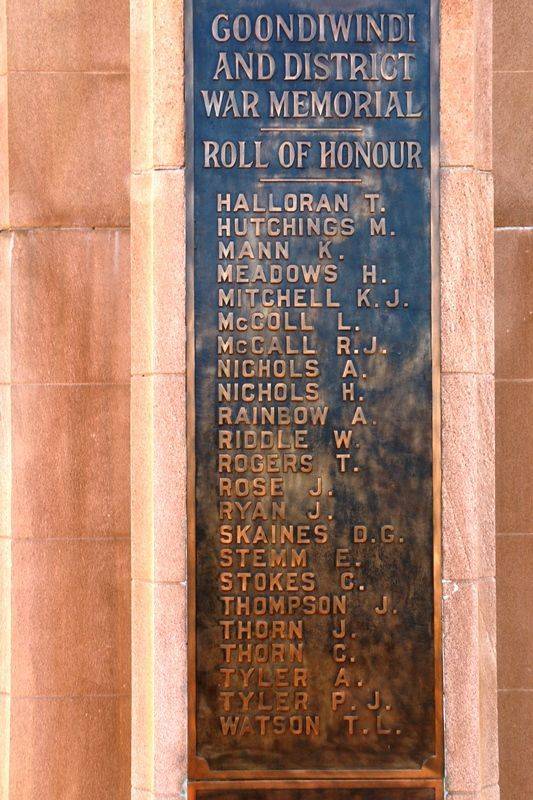 GOONDIWINDI
AND DISTRICT
WAR MEMORIAL
ROLL OF HONOUR
HALLORAN T.
HUTCHINGS M.
MANN K.
MEADOWS H.
MITCHELL K.J.
McCOLL L.
McCALL R.J.
NICHOLS A.
NICHOLS H.
RAINBOW A.
RIDDLE W.
ROGERS T.
ROSE J.
RYAN J.
SKAINES D.G.
STEMM E.
STOKES C.
THOMPSON J.
THORN J.
THORN C.
TYLER A.
TYLER P.J.
WATSON T.L.